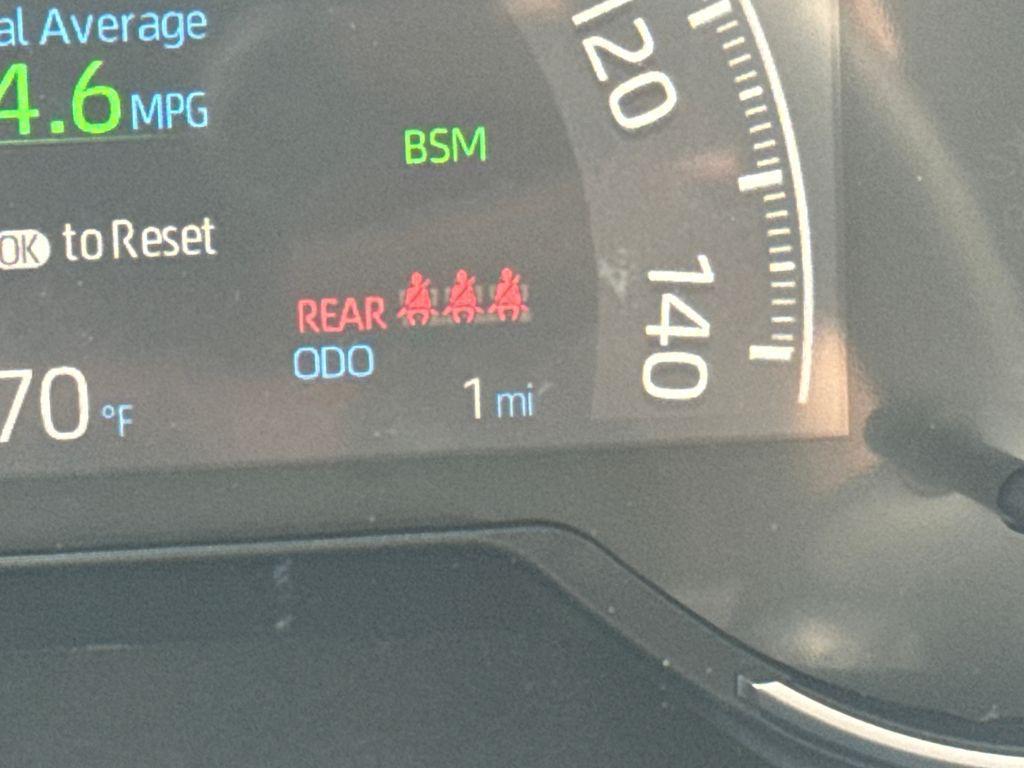 al Average
4.6 MPG
120
BSM
OK to Reset
140
REAR
ODO
70 °F
1 mi